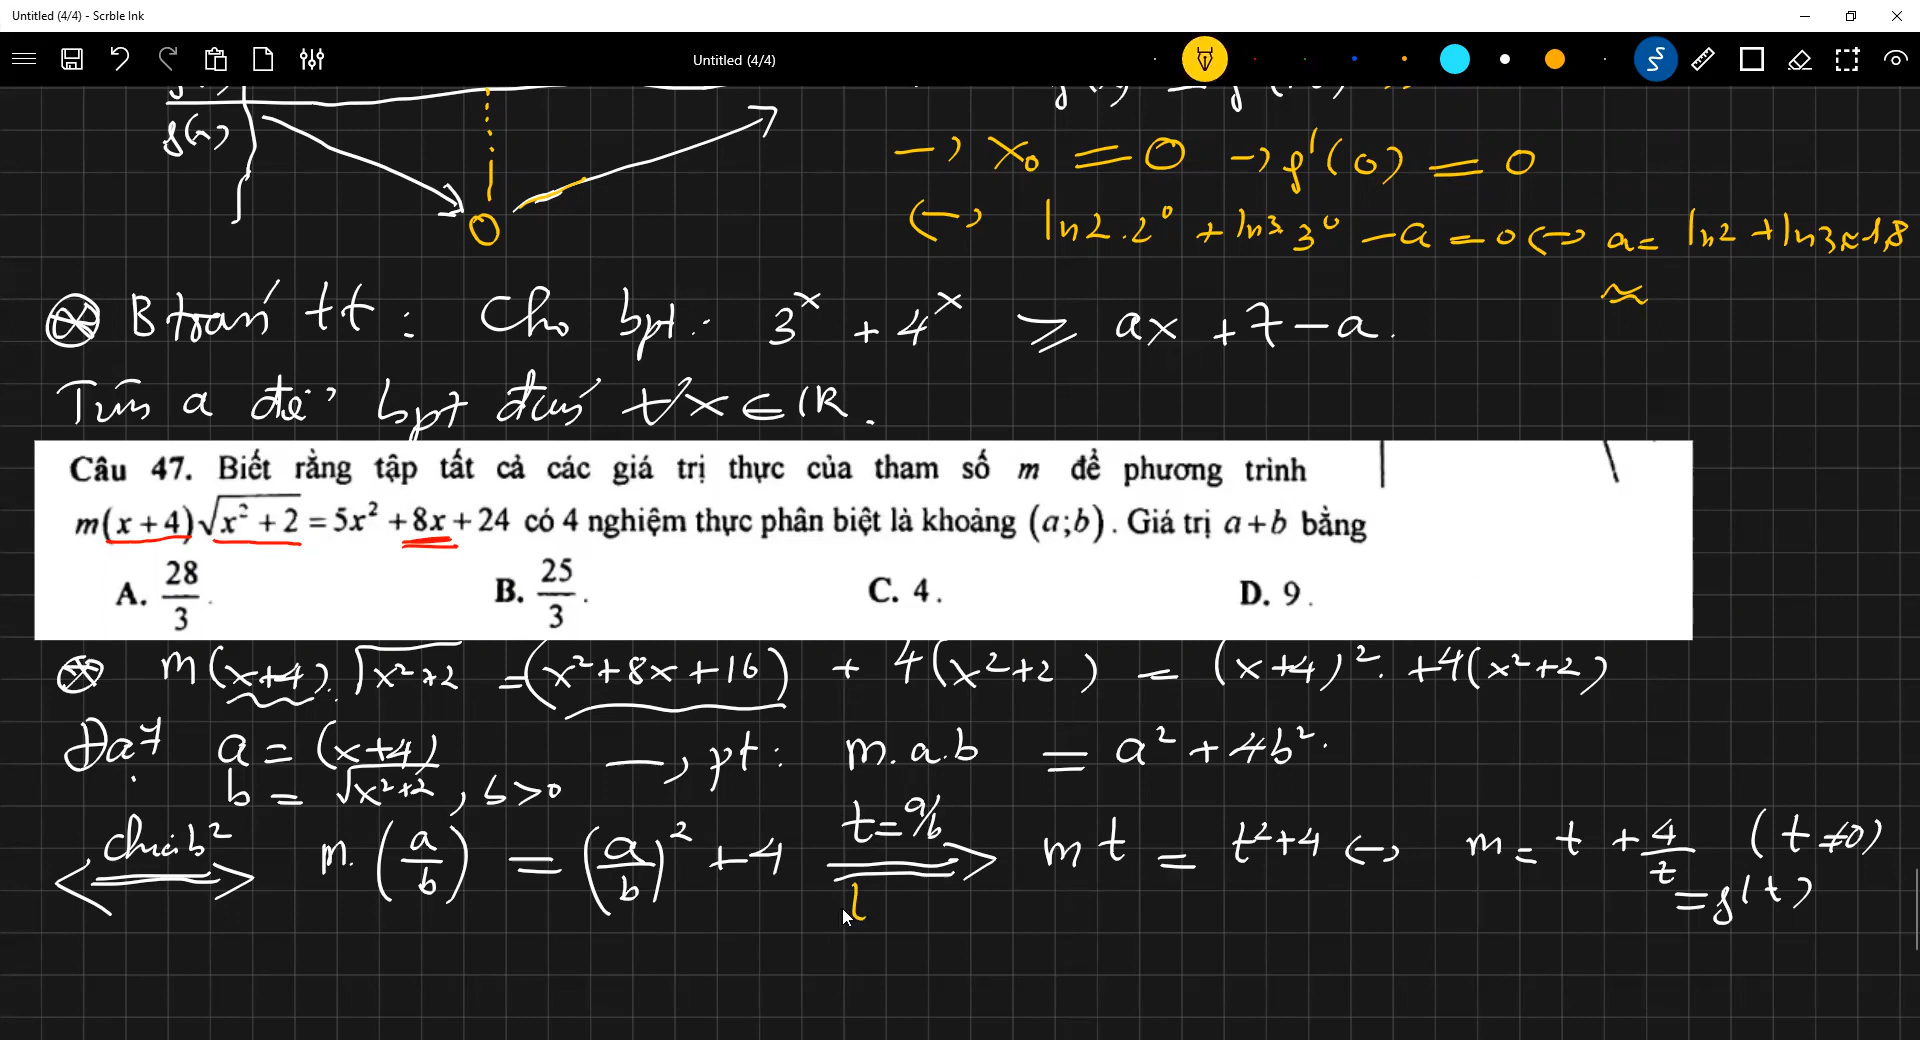 Untitled (4/4) - Scrble Ink
Untitled (4/4)
f(x)
0
→ x₀ = 0 → f'(0) = 0
↔ ln2.2⁰ + ln3.3⁰ - a = 0 ↔ a = ln2 + ln3 ≈ 1,8
≈
⊗ B toán tt : Cho bpt : 3ˣ + 4ˣ ⩾ ax + 7 - a.
Tìm a để bpt đúng ∀x ∈ ℝ.
Câu 47. Biết rằng tập tất cả các giá trị thực của tham số m để phương trình
m(x+4)√(x²+2) = 5x² + 8x + 24 có 4 nghiệm thực phân biệt là khoảng (a;b). Giá trị a+b bằng
A. 28/3. B. 25/3. C. 4. D. 9.
⊗ m(x+4).√(x²+2) = (x²+8x+16) + 4(x²+2) = (x+4)². +4(x²+2)
Đặt a = (x+4) → pt : m.a.b = a² + 4b².
b = √(x²+2), b>0
⟺ chia b² m.(a/b) = (a/b)² + 4 t = a/b ⟹ mt = t²+4 ↔ m = t + 4/t (t≠0)
= f(t)